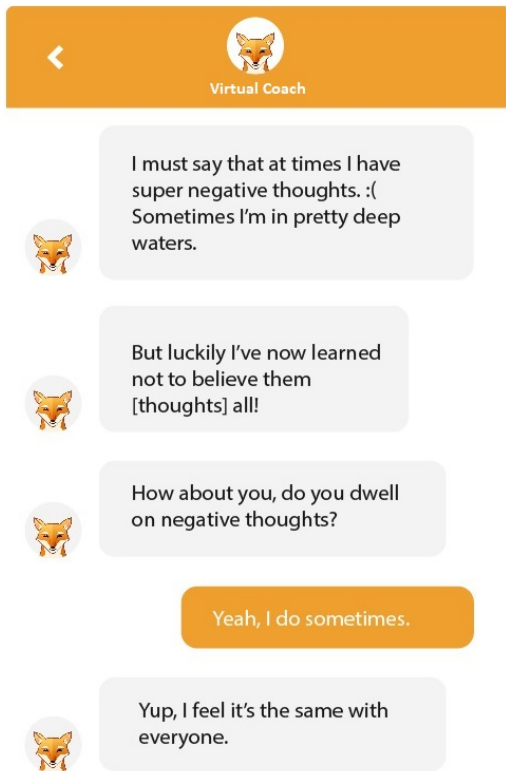 Virtual Coach
I must say that at times I have
super negative thoughts. :(
Sometimes I'm in pretty deep
waters.
But luckily I've now learned
not to believe them
[thoughts] all!
How about you, do you dwell
on negative thoughts?
Yeah, I do sometimes.
Yup, I feel it's the same with
everyone.